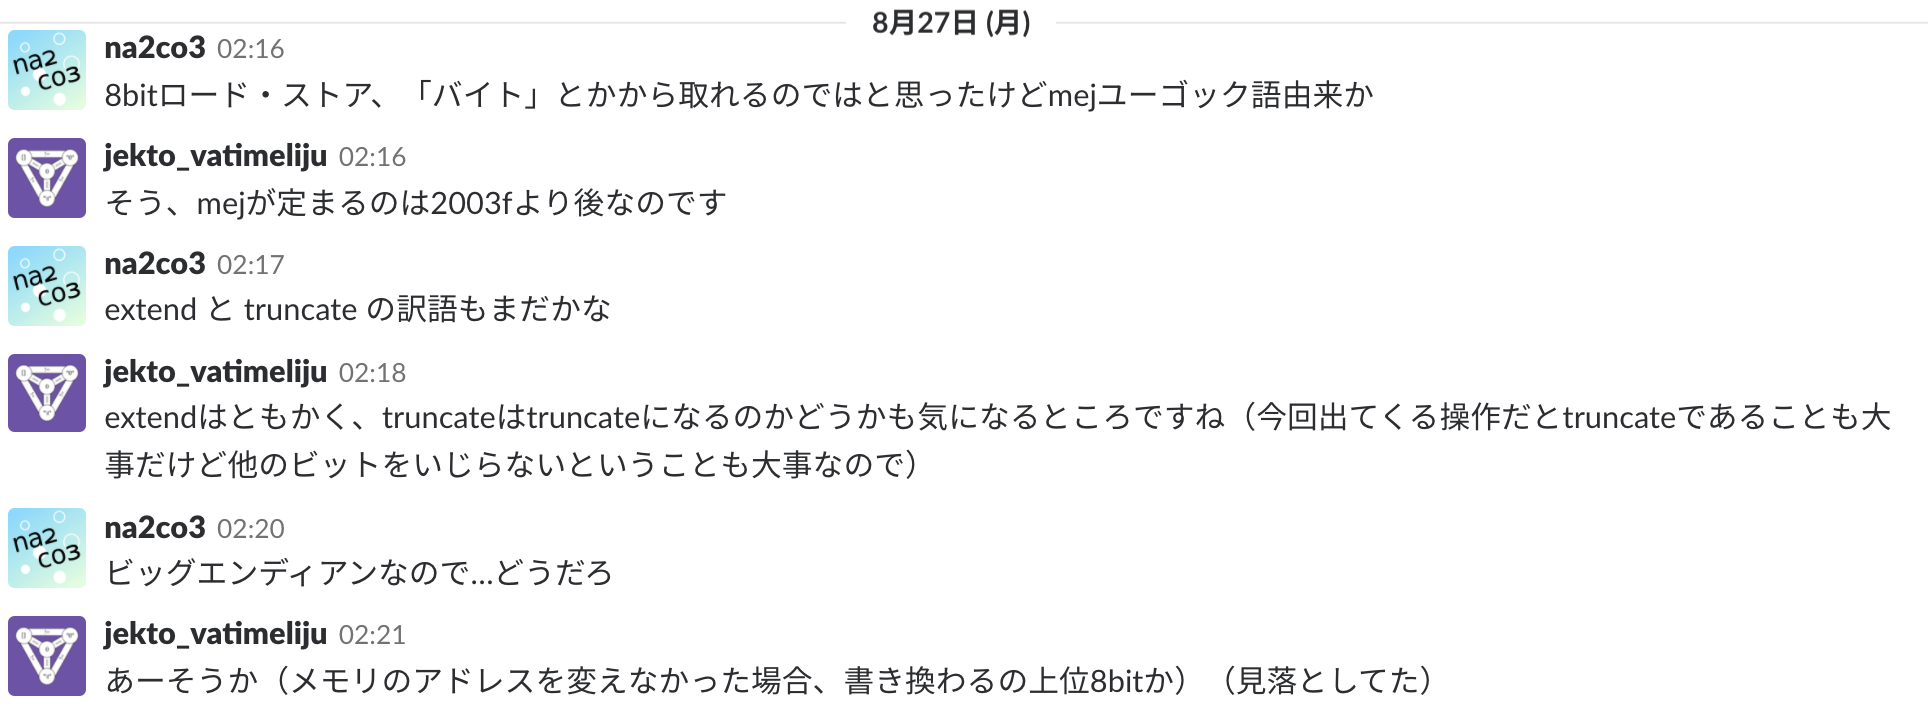 8月27日 (月)
na2co3 02:16
8bitロード・ストア、「バイト」とかから取れるのではと思ったけどmejユーゴック語由来か
jekto_vatimeliju 02:16
そう、mejが定まるのは2003fより後なのです
na2co3 02:17
extend と truncate の訳語もまだかな
jekto_vatimeliju 02:18
extendはともかく、truncateはtruncateになるのかどうかも気になるところですね（今回出てくる操作だとtruncateであることも大
事だけど他のビットをいじらないということも大事なので）
na2co3 02:20
ビッグエンディアンなので...どうだろ
jekto_vatimeliju 02:21
あーそうか（メモリのアドレスを変えなかった場合、書き換わるの上位8bitか）（見落としてた）